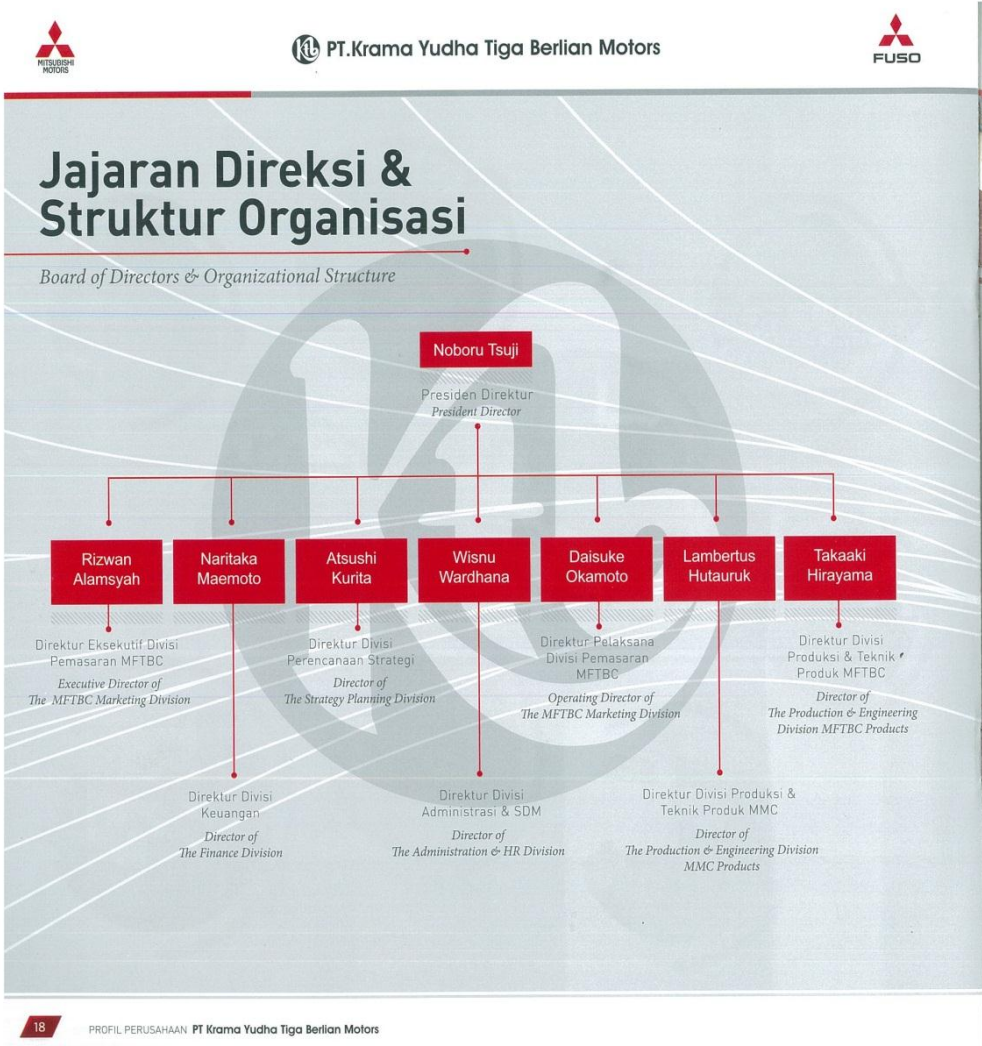 MITSUBISHI
MOTORS
PT.Krama Yudha Tiga Berlian Motors
FUSO
Jajaran Direksi &
Struktur Organisasi
Board of Directors & Organizational Structure
Noboru Tsuji
Presiden Direktur
President Director
Rizwan
Alamsyah
Direktur Eksekutif Divisi
Pemasaran MFTBC
Executive Director of
The MFTBC Marketing Division
Naritaka
Maemoto
Direktur Divisi
Keuangan
Director of
The Finance Division
Atsushi
Kurita
Direktur Divisi
Perencanaan Strategi
Director of
The Strategy Planning Division
Wisnu
Wardhana
Direktur Divisi
Administrasi & SDM
Director of
The Administration & HR Division
Daisuke
Okamoto
Direktur Pelaksana
Divisi Pemasaran
MFTBC
Operating Director of
The MFTBC Marketing Division
Lambertus
Hutauruk
Direktur Divisi Produksi &
Teknik Produk MMC
Director of
The Production & Engineering Division
MMC Products
Takaaki
Hirayama
Direktur Divisi
Produksi & Teknik
Produk MFTBC
Director of
The Production & Engineering
Division MFTBC Products
18
PROFIL PERUSAHAAN PT Krama Yudha Tiga Berlian Motors